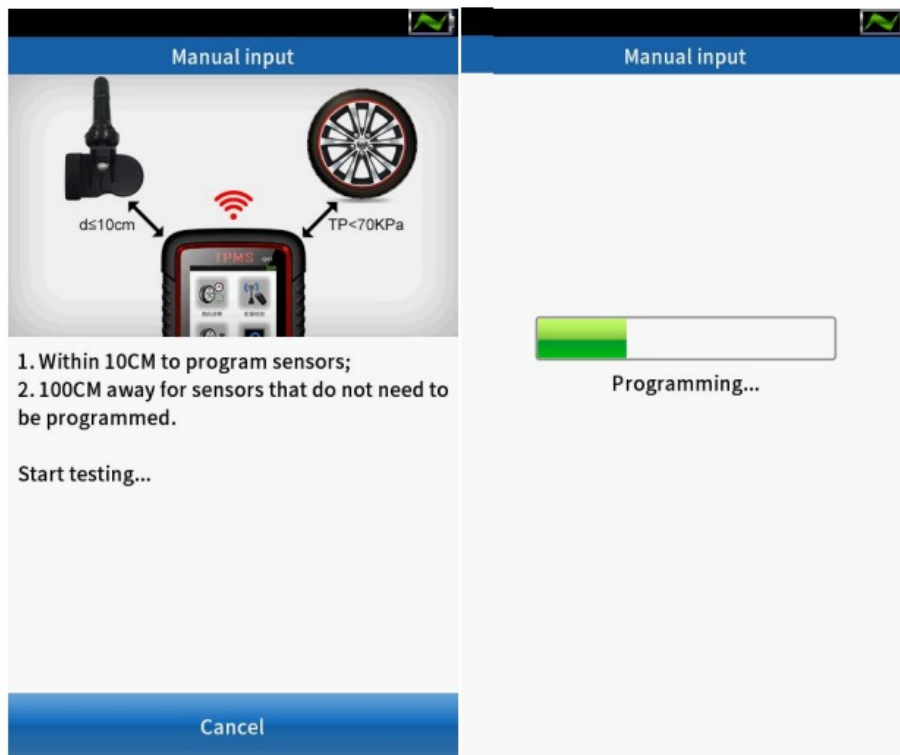 Manual input
d≤10cm
TP<70KPa
TPMS
1. Within 10CM to program sensors;
2. 100CM away for sensors that do not need to
be programmed.
Start testing...
Cancel
Manual input
Programming...